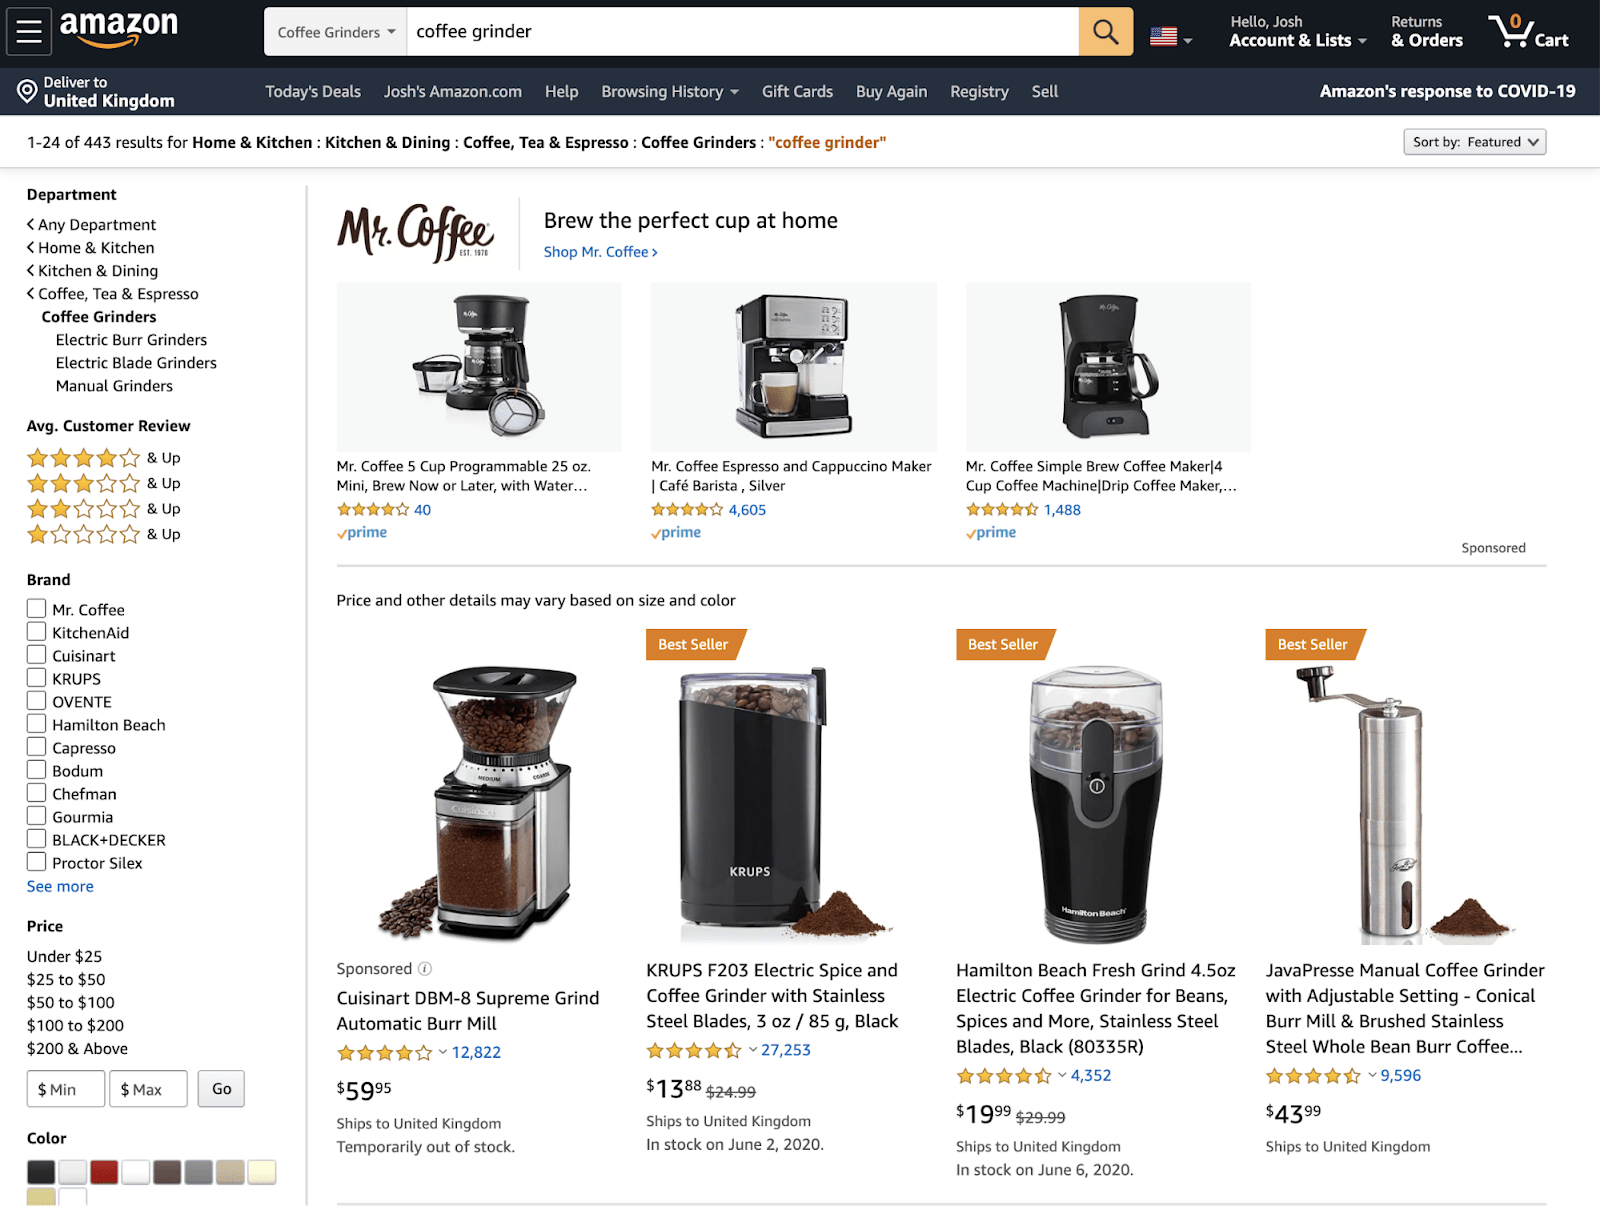 amazon
Coffee Grinders
coffee grinder
Hello, Josh
Account & Lists
Returns
& Orders
0
Cart
Deliver to
United Kingdom
Today's Deals
Josh's Amazon.com
Help
Browsing History
Gift Cards
Buy Again
Registry
Sell
Amazon's response to COVID-19
1-24 of 443 results for Home & Kitchen : Kitchen & Dining : Coffee, Tea & Espresso : Coffee Grinders : "coffee grinder"
Sort by: Featured
Department
Any Department
Home & Kitchen
Kitchen & Dining
Coffee, Tea & Espresso
Coffee Grinders
Electric Burr Grinders
Electric Blade Grinders
Manual Grinders
Avg. Customer Review
& Up
& Up
& Up
& Up
Brand
Mr. Coffee
KitchenAid
Cuisinart
KRUPS
OVENTE
Hamilton Beach
Capresso
Bodum
Chefman
Gourmia
BLACK+DECKER
Proctor Silex
See more
Price
Under $25
$25 to $50
$50 to $100
$100 to $200
$200 & Above
$ Min
$ Max
Go
Color
Mr. Coffee
EST. 1970
Brew the perfect cup at home
Shop Mr. Coffee ›
Mr. Coffee 5 Cup Programmable 25 oz.
Mini, Brew Now or Later, with Water…
40
prime
Mr. Coffee Espresso and Cappuccino Maker
| Café Barista , Silver
4,605
prime
Mr. Coffee Simple Brew Coffee Maker|4
Cup Coffee Machine|Drip Coffee Maker,…
1,488
prime
Sponsored
Price and other details may vary based on size and color
MEDIUM
COARSE
Cuisinart
Sponsored
Cuisinart DBM-8 Supreme Grind
Automatic Burr Mill
12,822
$5995
Ships to United Kingdom
Temporarily out of stock.
Best Seller
KRUPS
KRUPS F203 Electric Spice and
Coffee Grinder with Stainless
Steel Blades, 3 oz / 85 g, Black
27,253
$1388 $24.99
Ships to United Kingdom
In stock on June 2, 2020.
Best Seller
Hamilton Beach
Hamilton Beach Fresh Grind 4.5oz
Electric Coffee Grinder for Beans,
Spices and More, Stainless Steel
Blades, Black (80335R)
4,352
$1999 $29.99
Ships to United Kingdom
In stock on June 6, 2020.
Best Seller
JavaPresse Manual Coffee Grinder
with Adjustable Setting - Conical
Burr Mill & Brushed Stainless
Steel Whole Bean Burr Coffee...
9,596
$4399
Ships to United Kingdom